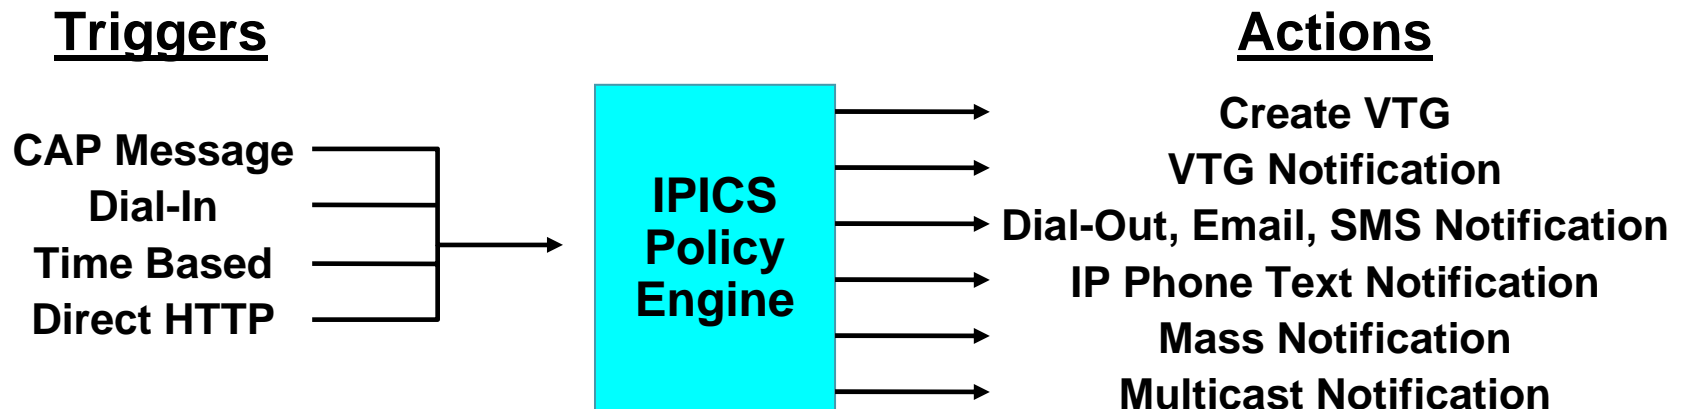 Triggers
CAP Message
Dial-In
Time Based
Direct HTTP
IPICS
Policy
Engine
Actions
Create VTG
VTG Notification
Dial-Out, Email, SMS Notification
IP Phone Text Notification
Mass Notification
Multicast Notification